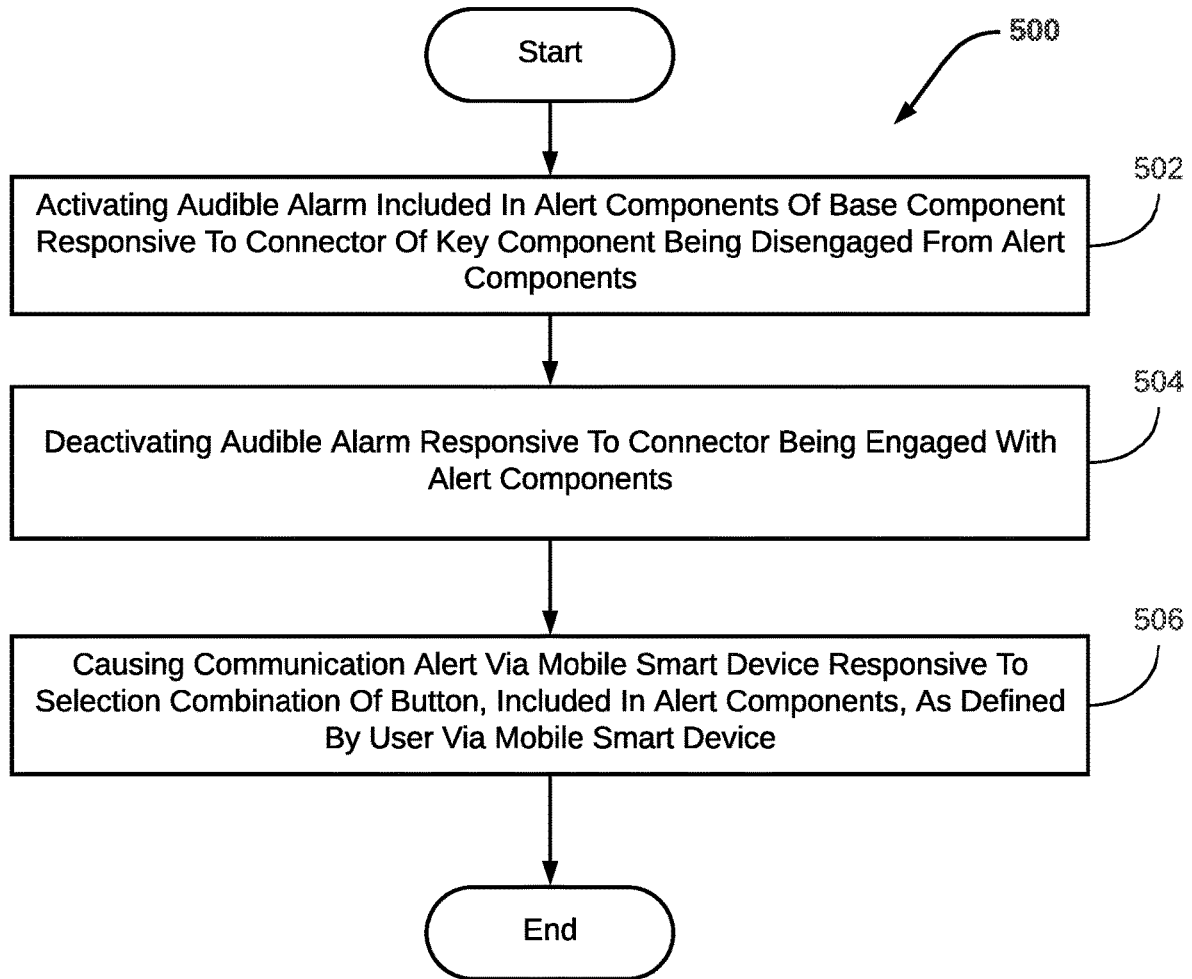 Start
500
502
Activating Audible Alarm Included In Alert Components Of Base Component
Responsive To Connector Of Key Component Being Disengaged From Alert
Components
504
Deactivating Audible Alarm Responsive To Connector Being Engaged With
Alert Components
506
Causing Communication Alert Via Mobile Smart Device Responsive To
Selection Combination Of Button, Included In Alert Components, As Defined
By User Via Mobile Smart Device
End